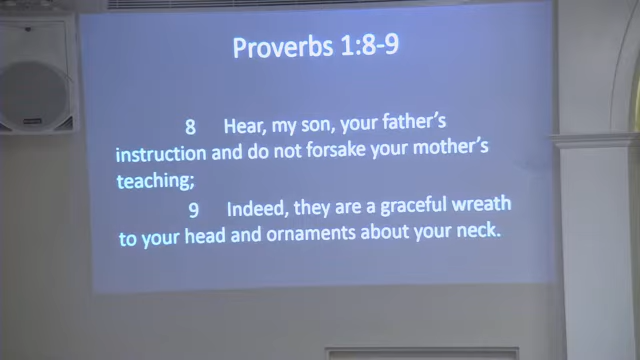 Proverbs 1:8-9
8 Hear, my son, your father's
instruction and do not forsake your mother's
teaching;
9 Indeed, they are a graceful wreath
to your head and ornaments about your neck.